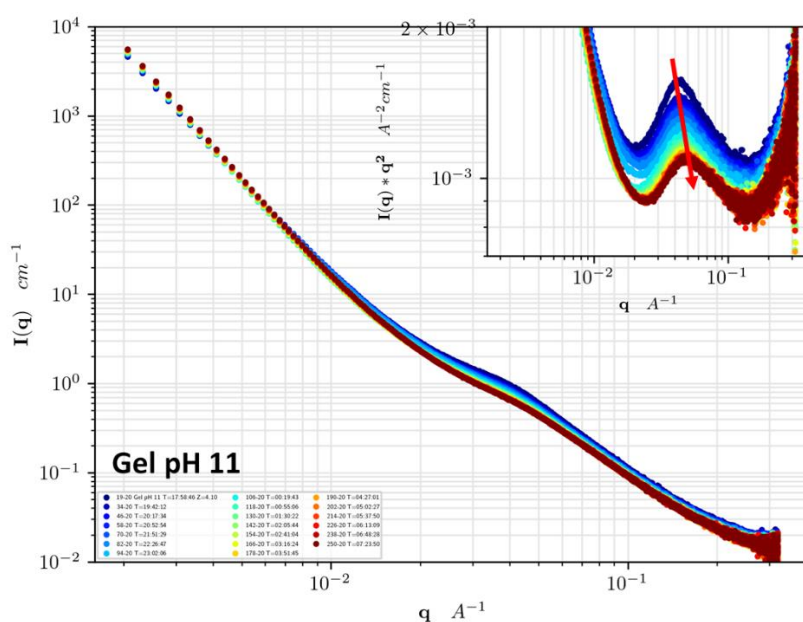 10^4
10^3
10^2
10^1
10^0
10^-1
10^-2
I(q) cm^-1
10^-2
10^-1
q A^-1
2 × 10^-3
10^-3
I(q) * q^2 A^-2 cm^-1
10^-2
10^-1
q A^-1
Gel pH 11
19-20 Gel pH 11 T=17:58:46 Z=4.10
34-20 T=19:42:12
46-20 T=20:17:34
58-20 T=20:52:54
70-20 T=21:51:29
82-20 T=22:26:47
94-20 T=23:02:06
106-20 T=00:19:43
118-20 T=00:55:06
130-20 T=01:30:22
142-20 T=02:05:44
154-20 T=02:41:04
166-20 T=03:16:24
178-20 T=03:51:45
190-20 T=04:27:01
202-20 T=05:02:27
214-20 T=05:37:50
226-20 T=06:13:09
238-20 T=06:48:28
250-20 T=07:23:50